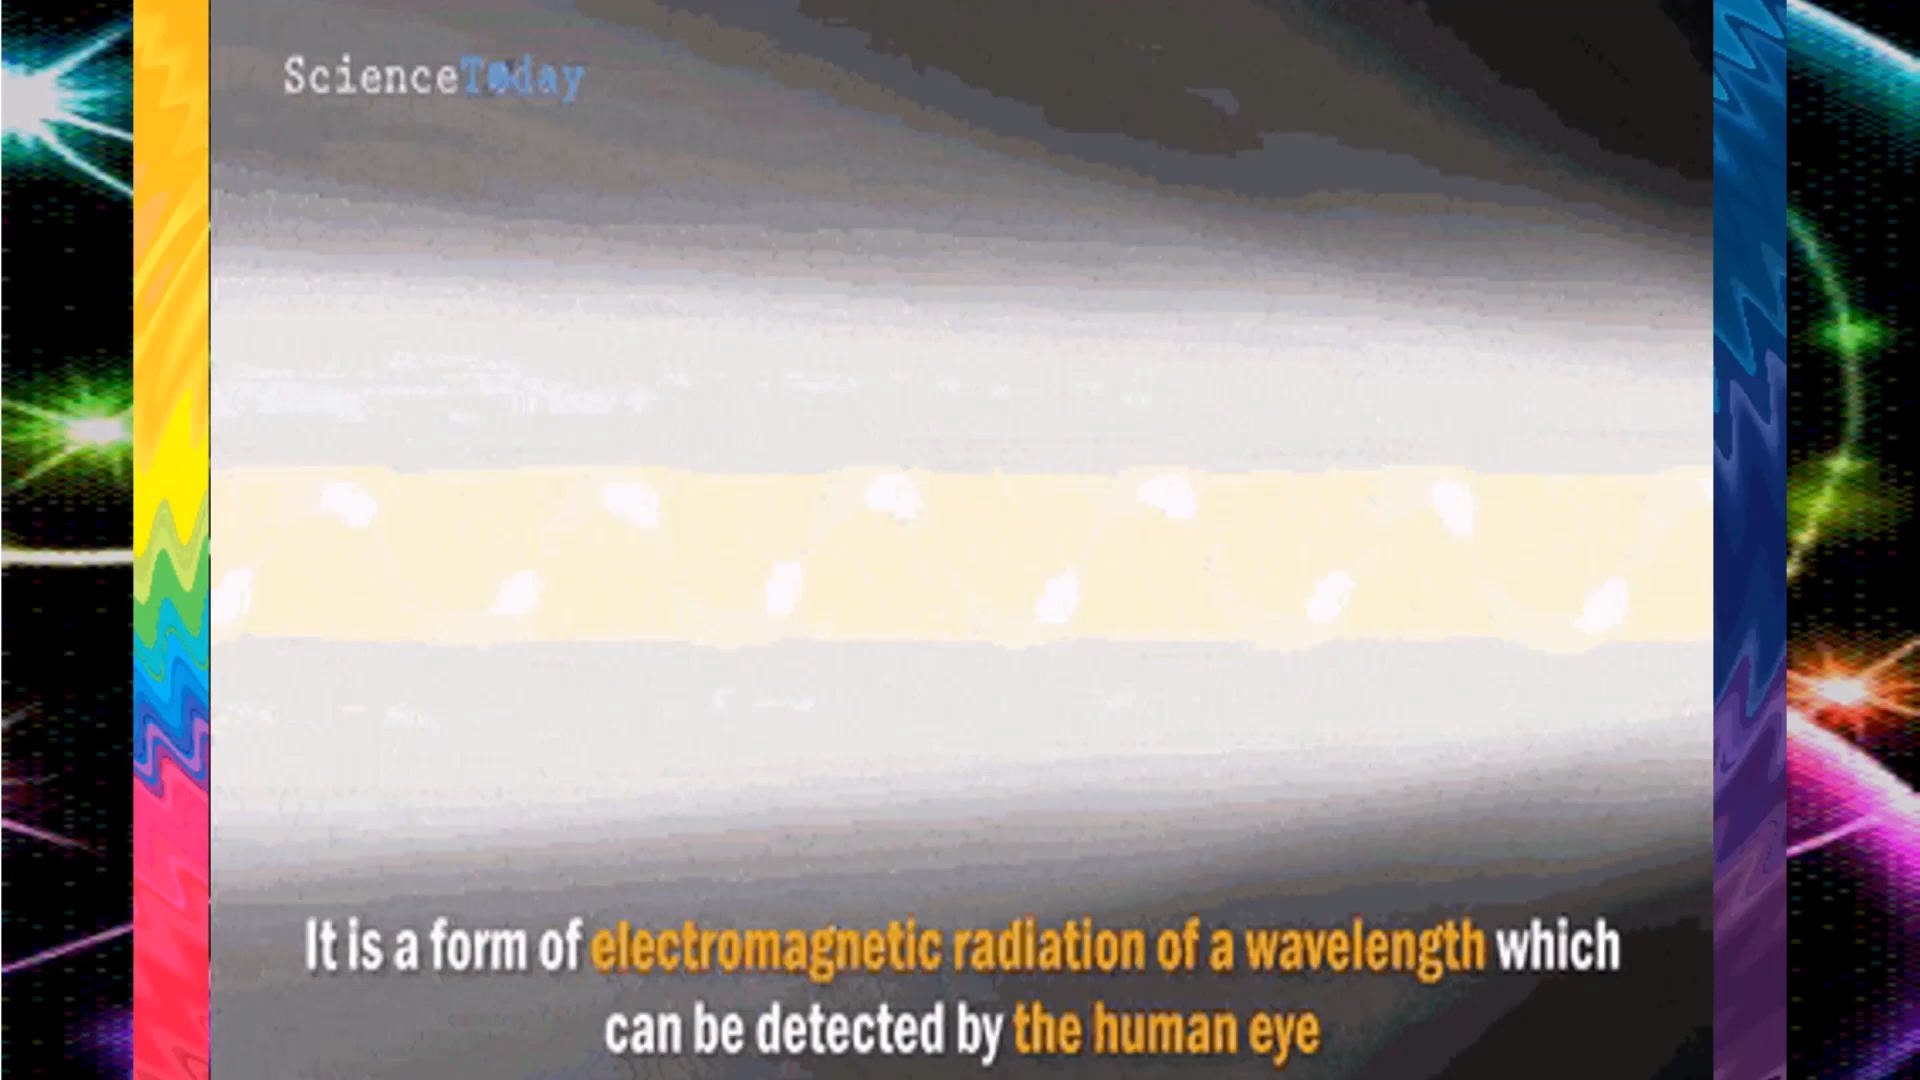 ScienceToday
It is a form of electromagnetic radiation of a wavelength which
can be detected by the human eye